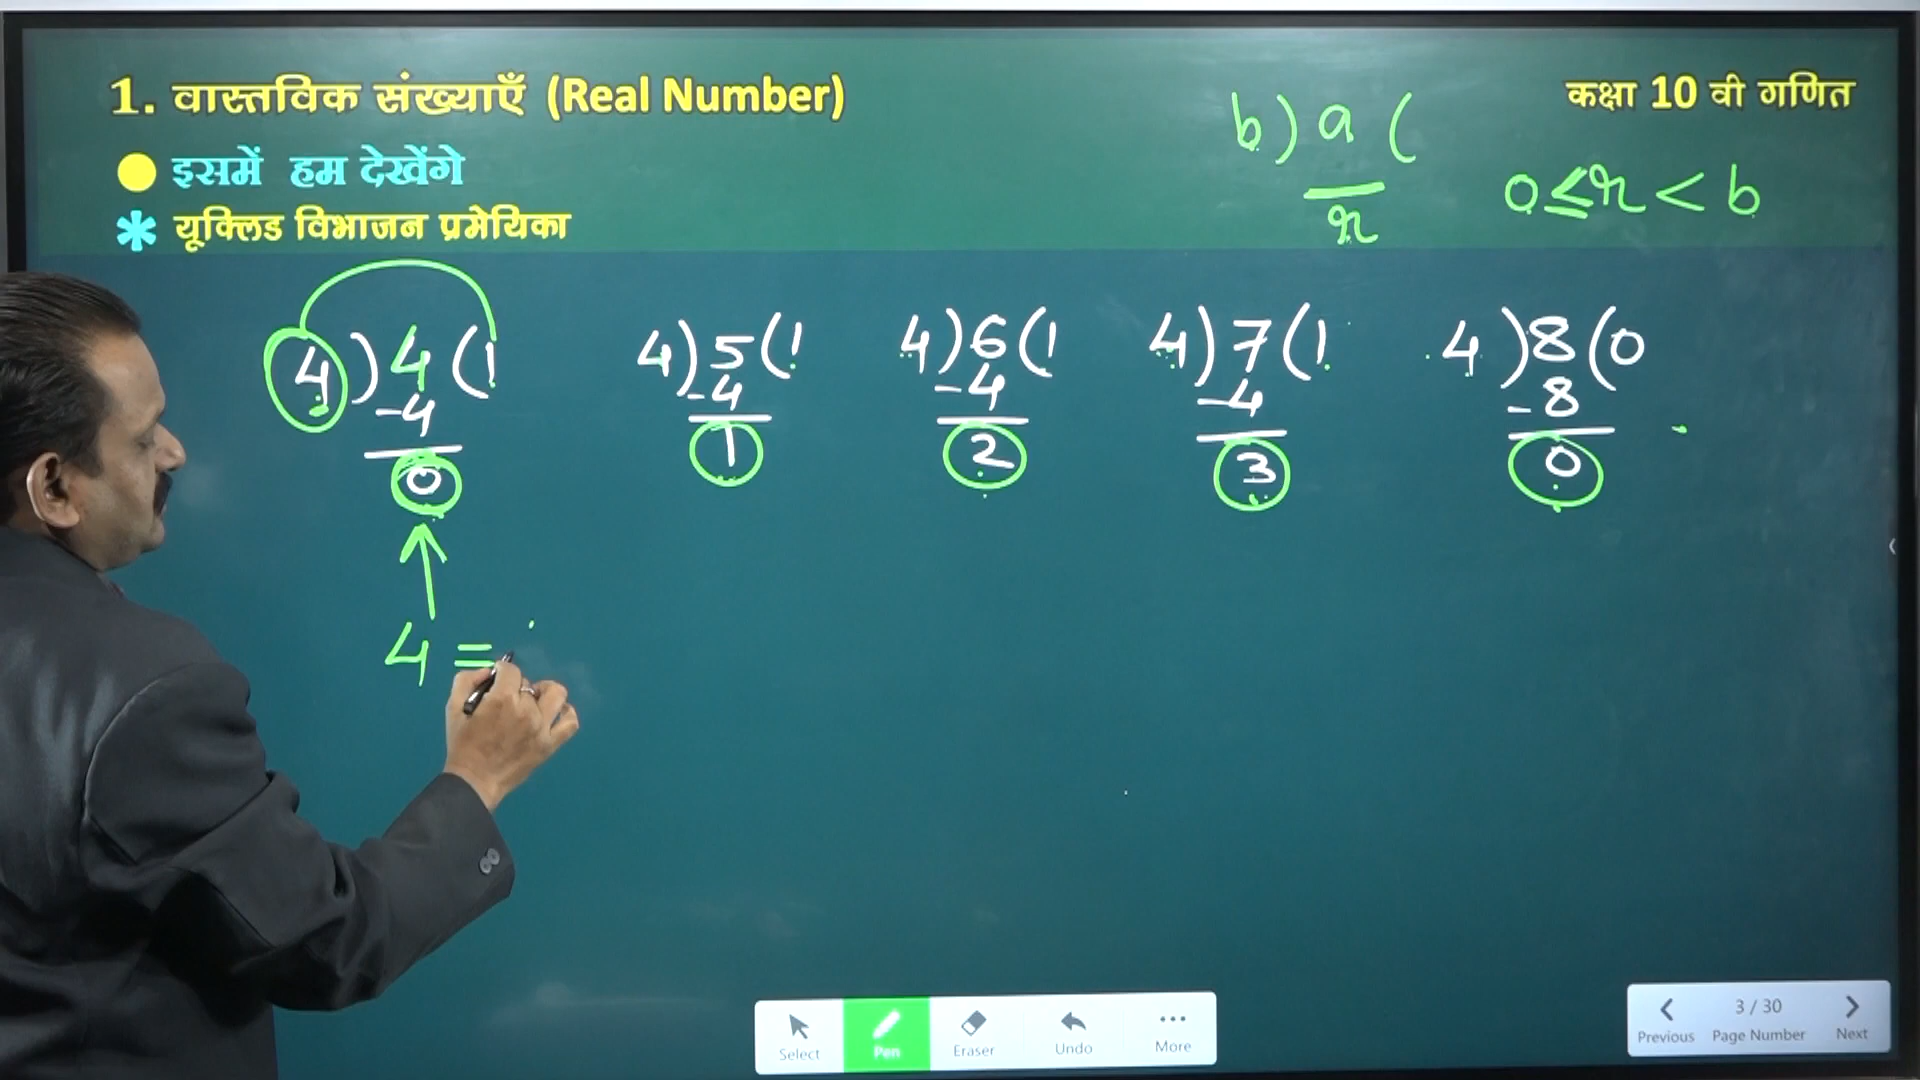 1. वास्तविक संख्याएँ (Real Number)
कक्षा 10 वी गणित
इसमें हम देखेंगे
* यूक्लिड विभाजन प्रमेयिका
b ) a (
r
0 ≤ r < b
4 ) 4 ( 1
- 4
0
4 =
4 ) 5 ( 1
- 4
1
4 ) 6 ( 1
- 4
2
4 ) 7 ( 1
- 4
3
4 ) 8 ( 0
- 8
0
Select Pen Eraser Undo More
3 / 30
Previous Page Number Next